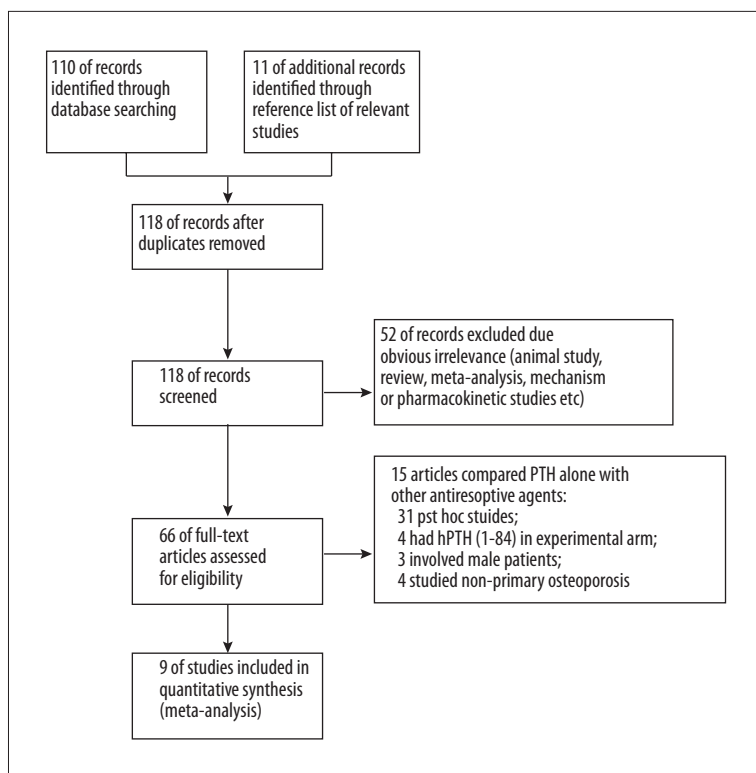 110 of records
identified through
database searching
11 of additional records
identified through
reference list of relevant
studies
118 of records after
duplicates removed
52 of records excluded due
obvious irrelevance (animal study,
review, meta-analysis, mechanism
or pharmacokinetic studies etc)
118 of records
screened
15 articles compared PTH alone with
other antiresoptive agents:
31 pst hoc stuides;
4 had hPTH (1-84) in experimental arm;
3 involved male patients;
4 studied non-primary osteoporosis
66 of full-text
articles assessed
for eligibility
9 of studies included in
quantitative synthesis
(meta-analysis)